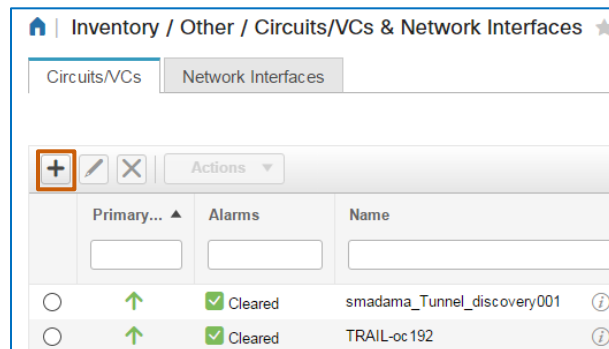 Inventory / Other / Circuits/VCs & Network Interfaces
Circuits/VCs Network Interfaces
Actions
Primary... Alarms Name
Cleared smadama_Tunnel_discovery001
Cleared TRAIL-oc192